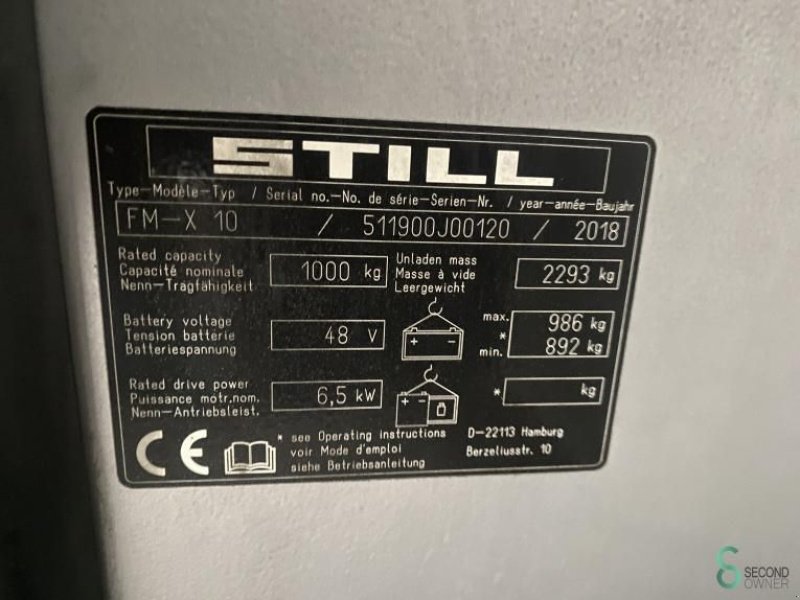 STILL
Type-Modèle-Typ / Serial no.-No. de série-Serien-Nr. / year-année-Baujahr
FM-X 10 / 511900J00120 / 2018
Rated capacity
Capacité nominale
Nenn-Tragfähigkeit
1000 kg
Unladen mass
Masse à vide
Leergewicht
2293 kg
Battery voltage
Tension batterie
Batteriespannung
48 V
+ -
max. 986 kg
*
min. 892 kg
Rated drive power
Puissance motr.nom.
Nenn-Antriebsleist.
6,5 kW
+ -
* kg
CE
* see Operating instructions
voir Mode d'emploi
siehe Betriebsanleitung
D-22113 Hamburg
Berzeliusstr. 10
SECOND
OWNER